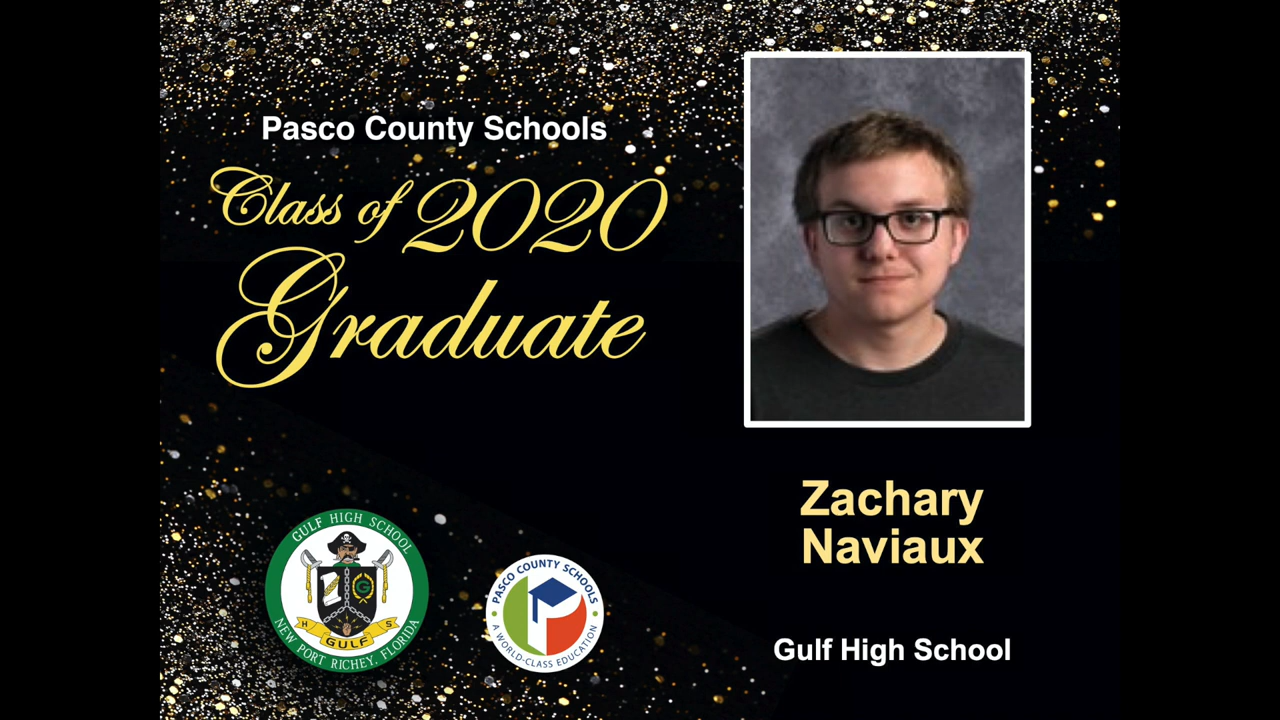 Pasco County Schools
Class of 2020
Graduate
Zachary
Naviaux
Gulf High School
GULF HIGH SCHOOL
H S
GULF
NEW PORT RICHEY, FLORIDA
PASCO COUNTY SCHOOLS
A WORLD-CLASS EDUCATION